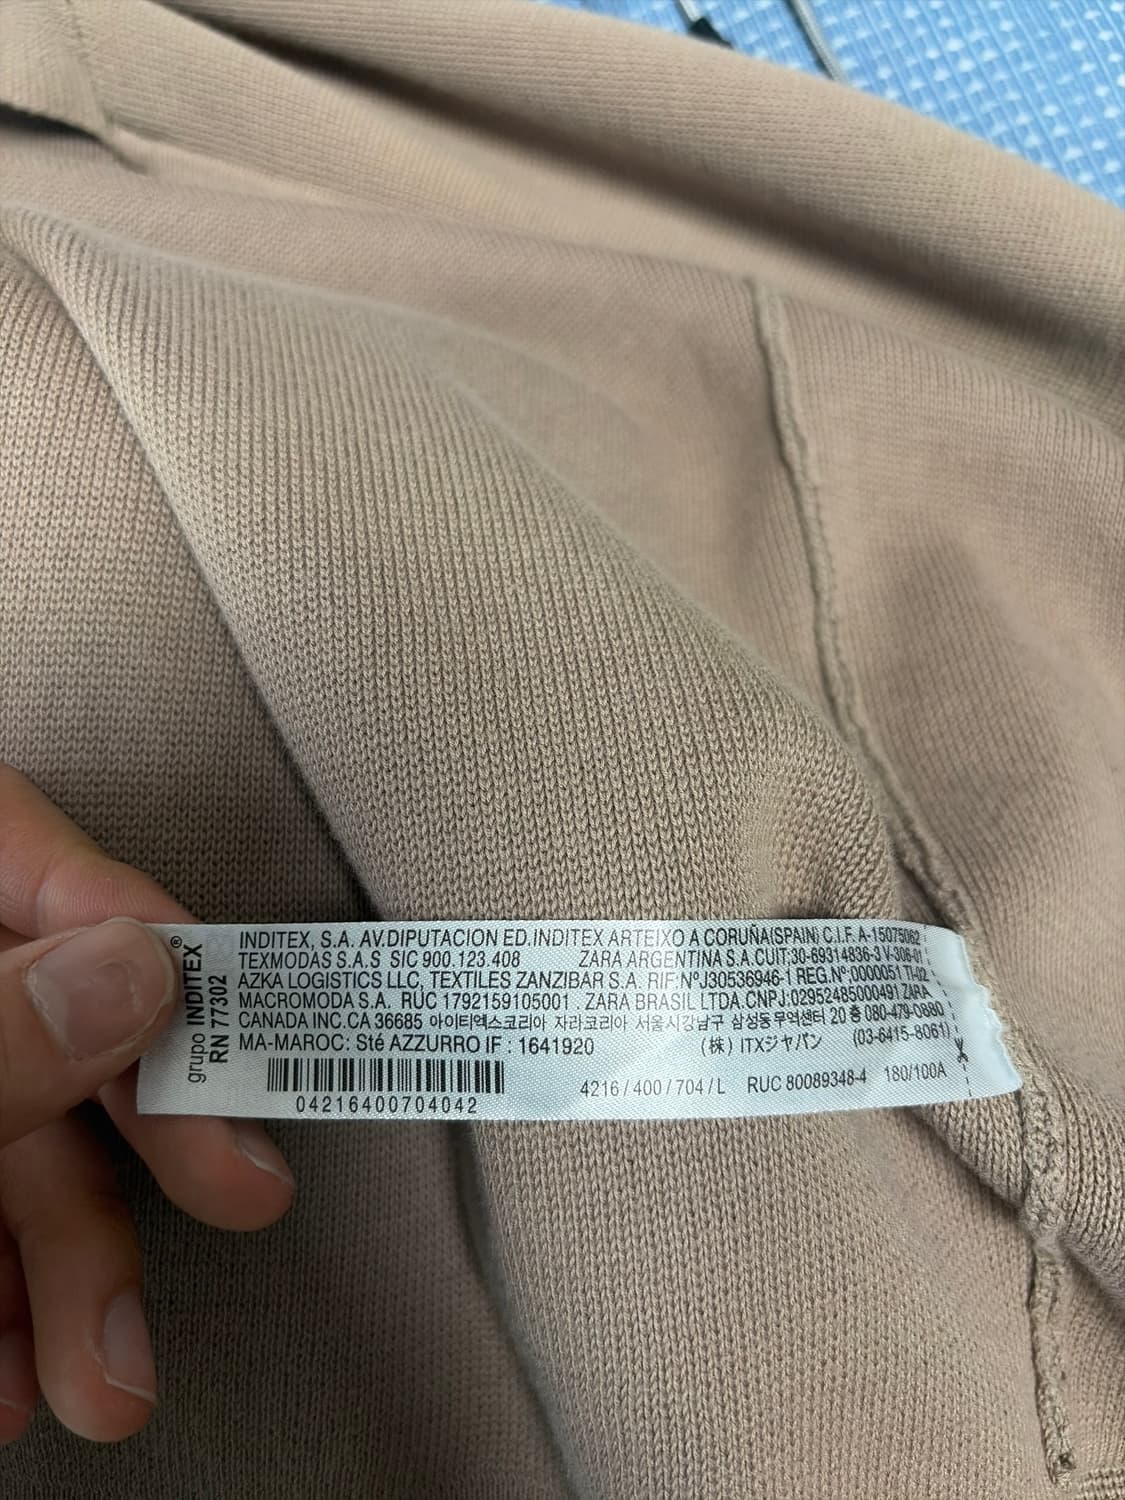 grupo INDITEX®
RN 77302
INDITEX, S.A. AV.DIPUTACION ED.INDITEX ARTEIXO A CORUÑA(SPAIN) C.I.F. A-15075062
TEXMODAS S.A.S SIC 900.123.408 ZARA ARGENTINA S.A.CUIT:30-69314836-3 V-306-01
AZKA LOGISTICS LLC, TEXTILES ZANZIBAR S.A. RIF:NºJ30536946-1 REG.Nº:0000051 TI-02
MACROMODA S.A. RUC 1792159105001 . ZARA BRASIL LTDA.CNPJ:02952485000491 ZARA
CANADA INC.CA 36685 아이티엑스코리아 자라코리아 서울시강남구 삼성동무역센터 20 층 080-479-0880
MA-MAROC: Sté AZZURRO IF : 1641920 (株) ITXジャパン (03-6415-8061)
4216 / 400 / 704 / L RUC 80089348-4 180/100A
04216400704042